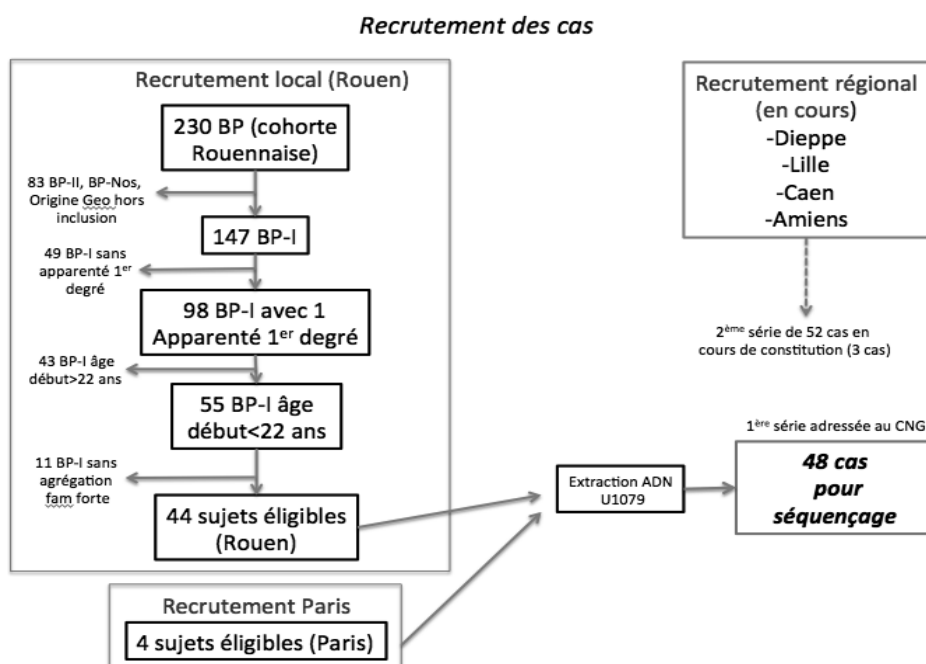 Recrutement des cas
Recrutement local (Rouen)
230 BP (cohorte
Rouennaise)
83 BP-II, BP-Nos,
Origine Geo hors
inclusion
147 BP-I
49 BP-I sans
apparenté 1er
degré
98 BP-I avec 1
Apparenté 1er degré
43 BP-I âge
début>22 ans
55 BP-I âge
début<22 ans
11 BP-I sans
agrégation
fam forte
44 sujets éligibles
(Rouen)
Recrutement Paris
4 sujets éligibles (Paris)
Extraction ADN
U1079
Recrutement régional
(en cours)
-Dieppe
-Lille
-Caen
-Amiens
2ème série de 52 cas en
cours de constitution (3 cas)
1ère série adressée au CNG
48 cas
pour
séquençage